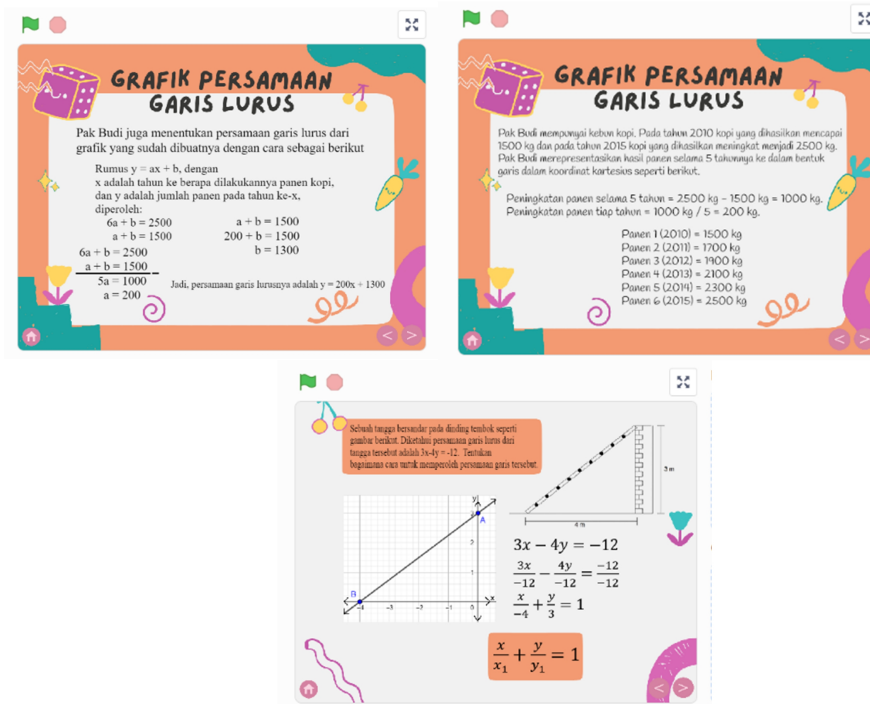 GRAFIK PERSAMAAN
GARIS LURUS
Pak Budi juga menentukan persamaan garis lurus dari
grafik yang sudah dibuatnya dengan cara sebagai berikut
Rumus y = ax + b, dengan
x adalah tahun ke berapa dilakukannya panen kopi,
dan y adalah jumlah panen pada tahun ke-x,
diperoleh:
6a + b = 2500
a + b = 1500
6a + b = 2500
a + b = 1500
5a = 1000
a = 200
a + b = 1500
200 + b = 1500
b = 1300
Jadi, persamaan garis lurusnya adalah y = 200x + 1300
GRAFIK PERSAMAAN
GARIS LURUS
Pak Budi mempunyai kebun kopi. Pada tahun 2010 kopi yang dihasilkan mencapai
1500 kg dan pada tahun 2015 kopi yang dihasilkan meningkat menjadi 2500 kg.
Pak Budi merepresentasikan hasil panen selama 5 tahunnya ke dalam bentuk
garis dalam koordinat kartesius seperti berikut.
Peningkatan panen selama 5 tahun = 2500 kg - 1500 kg = 1000 kg.
Peningkatan panen tiap tahun = 1000 kg / 5 = 200 kg.
Panen 1 (2010) = 1500 kg
Panen 2 (2011) = 1700 kg
Panen 3 (2012) = 1900 kg
Panen 4 (2013) = 2100 kg
Panen 5 (2014) = 2300 kg
Panen 6 (2015) = 2500 kg
Sebuah tangga bersandar pada dinding tembok seperti
gambar berikut. Diketahui persamaan garis lurus dari
tangga tersebut adalah 3x-4y = -12. Tentukan
bagaimana cara untuk memperoleh persamaan garis tersebut.
3 m
4 m
y
3
A
2
1
B
x
-4 -3 -2 -1 0
3x − 4y = −12
3x/−12 − 4y/−12 = −12/−12
x/−4 + y/3 = 1
x/x₁ + y/y₁ = 1